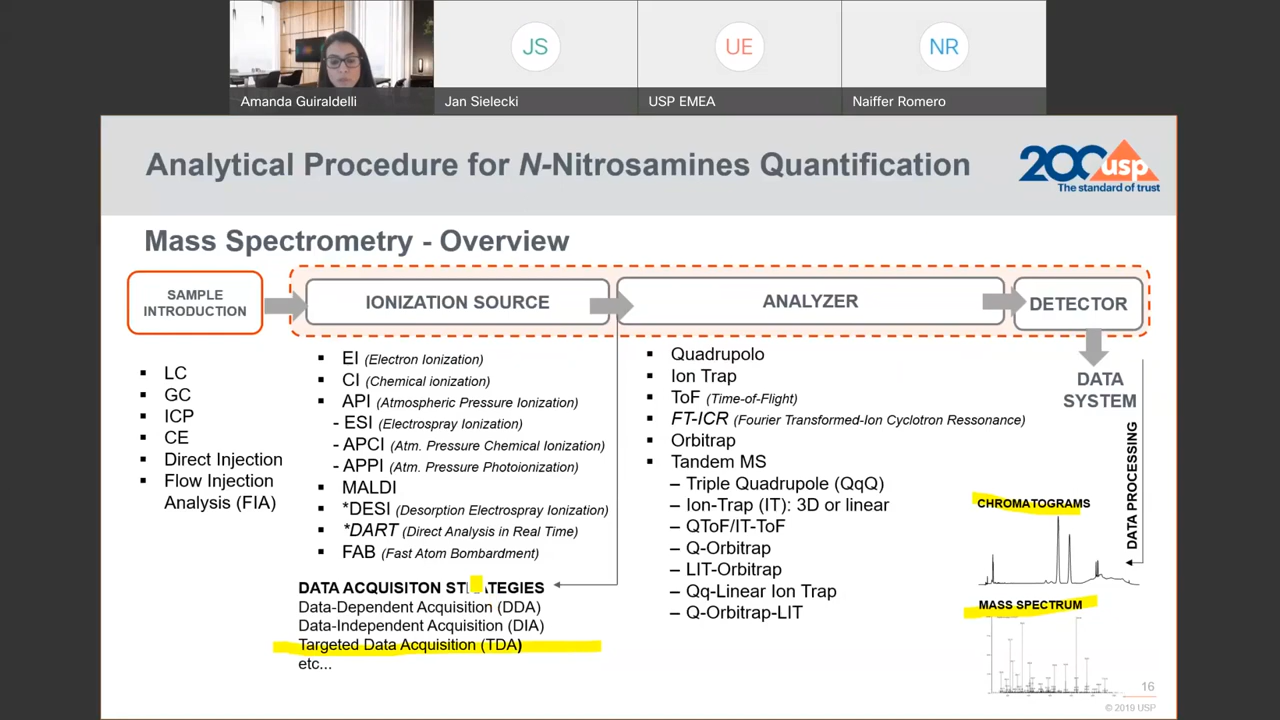 JS
UE
NR
Amanda Guiraldelli
Jan Sielecki
USP EMEA
Naiffer Romero
Analytical Procedure for N-Nitrosamines Quantification
200 usp
The standard of trust
Mass Spectrometry - Overview
SAMPLE
INTRODUCTION
IONIZATION SOURCE
ANALYZER
DETECTOR
▪ LC
▪ GC
▪ ICP
▪ CE
▪ Direct Injection
▪ Flow Injection
Analysis (FIA)
▪ EI (Electron Ionization)
▪ CI (Chemical ionization)
▪ API (Atmospheric Pressure Ionization)
- ESI (Electrospray Ionization)
- APCI (Atm. Pressure Chemical Ionization)
- APPI (Atm. Pressure Photoionization)
▪ MALDI
▪ *DESI (Desorption Electrospray Ionization)
▪ *DART (Direct Analysis in Real Time)
▪ FAB (Fast Atom Bombardment)
DATA ACQUISITON STRATEGIES
Data-Dependent Acquisition (DDA)
Data-Independent Acquisition (DIA)
Targeted Data Acquisition (TDA)
etc...
▪ Quadrupolo
▪ Ion Trap
▪ ToF (Time-of-Flight)
▪ FT-ICR (Fourier Transformed-Ion Cyclotron Ressonance)
▪ Orbitrap
▪ Tandem MS
– Triple Quadrupole (QqQ)
– Ion-Trap (IT): 3D or linear
– QToF/IT-ToF
– Q-Orbitrap
– LIT-Orbitrap
– Qq-Linear Ion Trap
– Q-Orbitrap-LIT
DATA
SYSTEM
DATA PROCESSING
CHROMATOGRAMS
MASS SPECTRUM
16
© 2019 USP